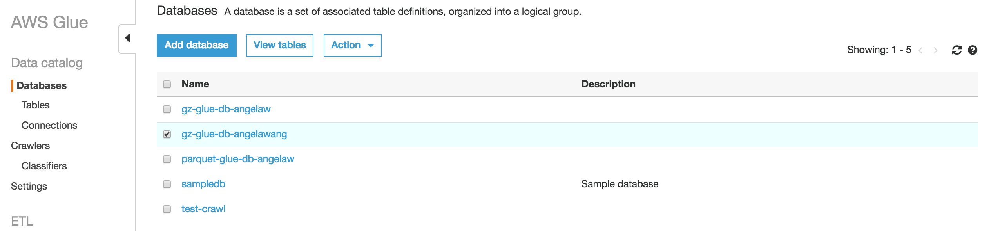 AWS Glue
Data catalog
Databases
Tables
Connections
Crawlers
Classifiers
Settings
ETL
Databases A database is a set of associated table definitions, organized into a logical group.
Add database View tables Action
Showing: 1 - 5
Name Description
gz-glue-db-angelaw
gz-glue-db-angelawang
parquet-glue-db-angelaw
sampledb Sample database
test-crawl